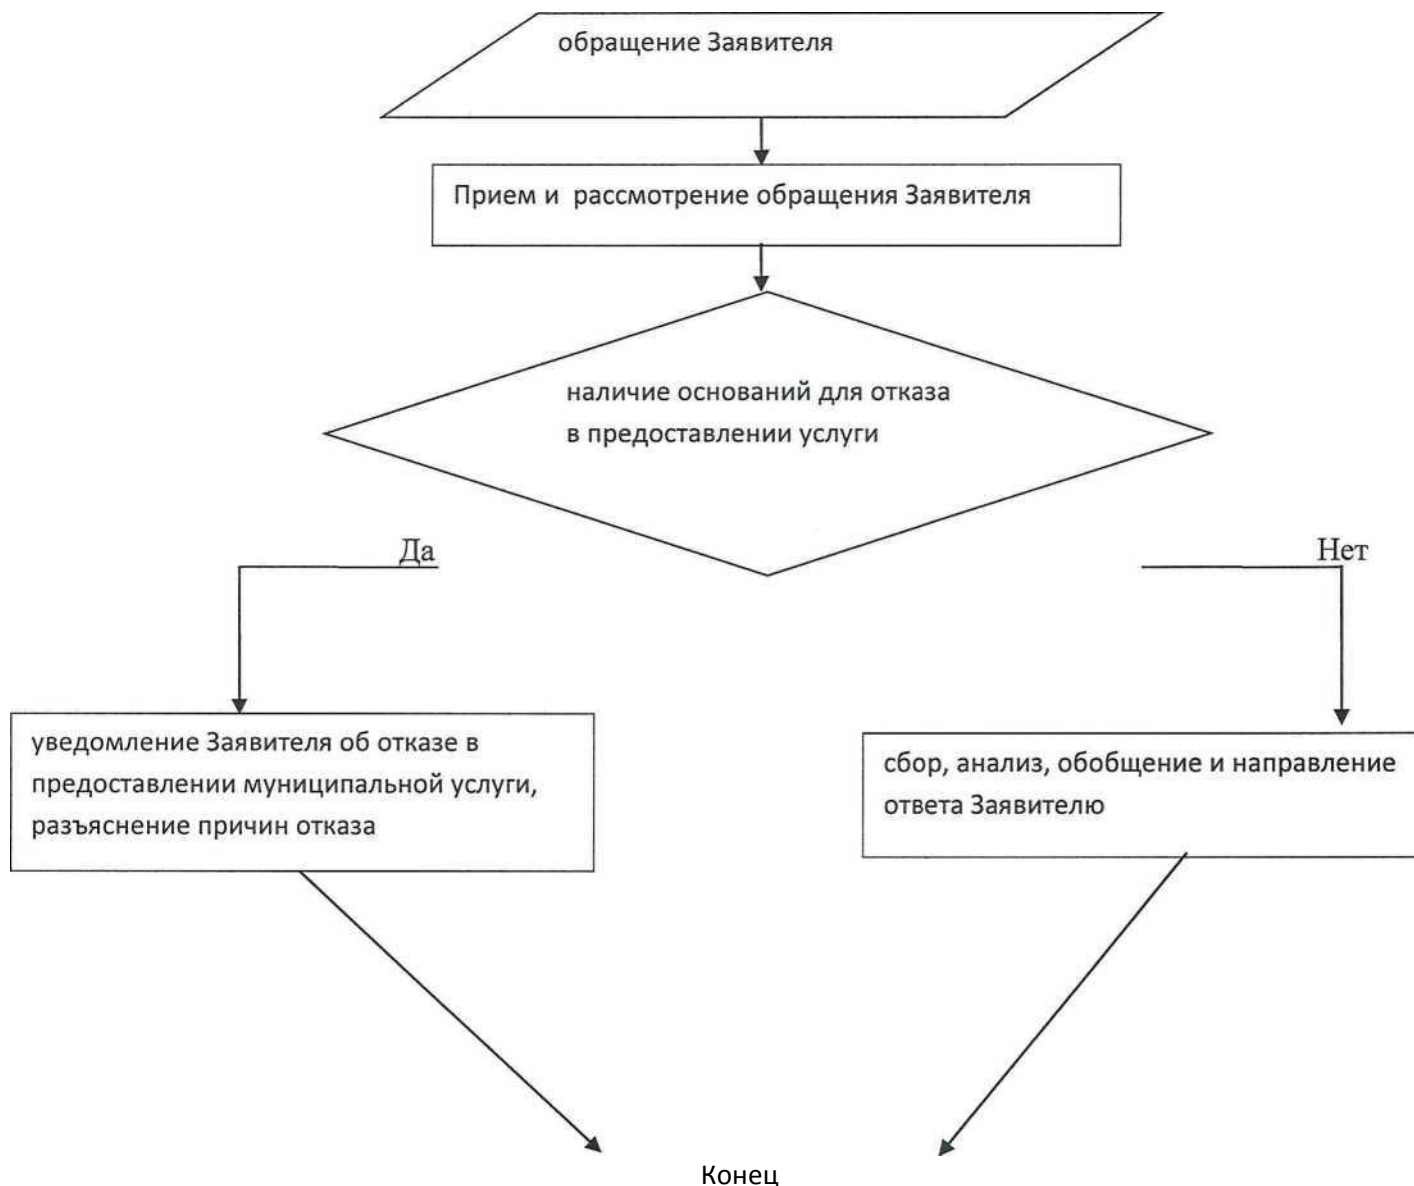 обращение Заявителя
Прием и рассмотрение обращения Заявителя
наличие оснований для отказа
в предоставлении услуги
Да
Нет
уведомление Заявителя об отказе в
предоставлении муниципальной услуги,
разъяснение причин отказа
сбор, анализ, обобщение и направление
ответа Заявителю
Конец